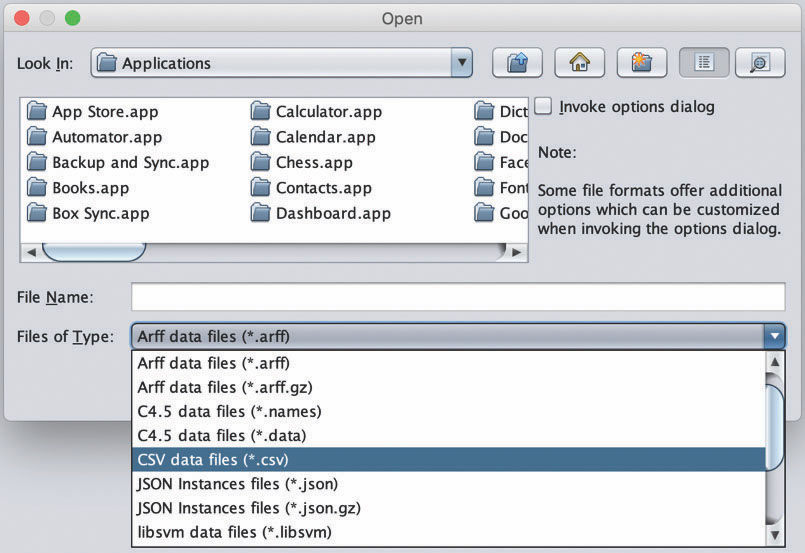 Open
Look In: Applications
App Store.app
Automator.app
Backup and Sync.app
Books.app
Box Sync.app
Calculator.app
Calendar.app
Chess.app
Contacts.app
Dashboard.app
Dict
Doc
Face
Font
Goo
Invoke options dialog
Note:
Some file formats offer additional
options which can be customized
when invoking the options dialog.
File Name:
Files of Type: Arff data files (*.arff)
Arff data files (*.arff)
Arff data files (*.arff.gz)
C4.5 data files (*.names)
C4.5 data files (*.data)
CSV data files (*.csv)
JSON Instances files (*.json)
JSON Instances files (*.json.gz)
libsvm data files (*.libsvm)